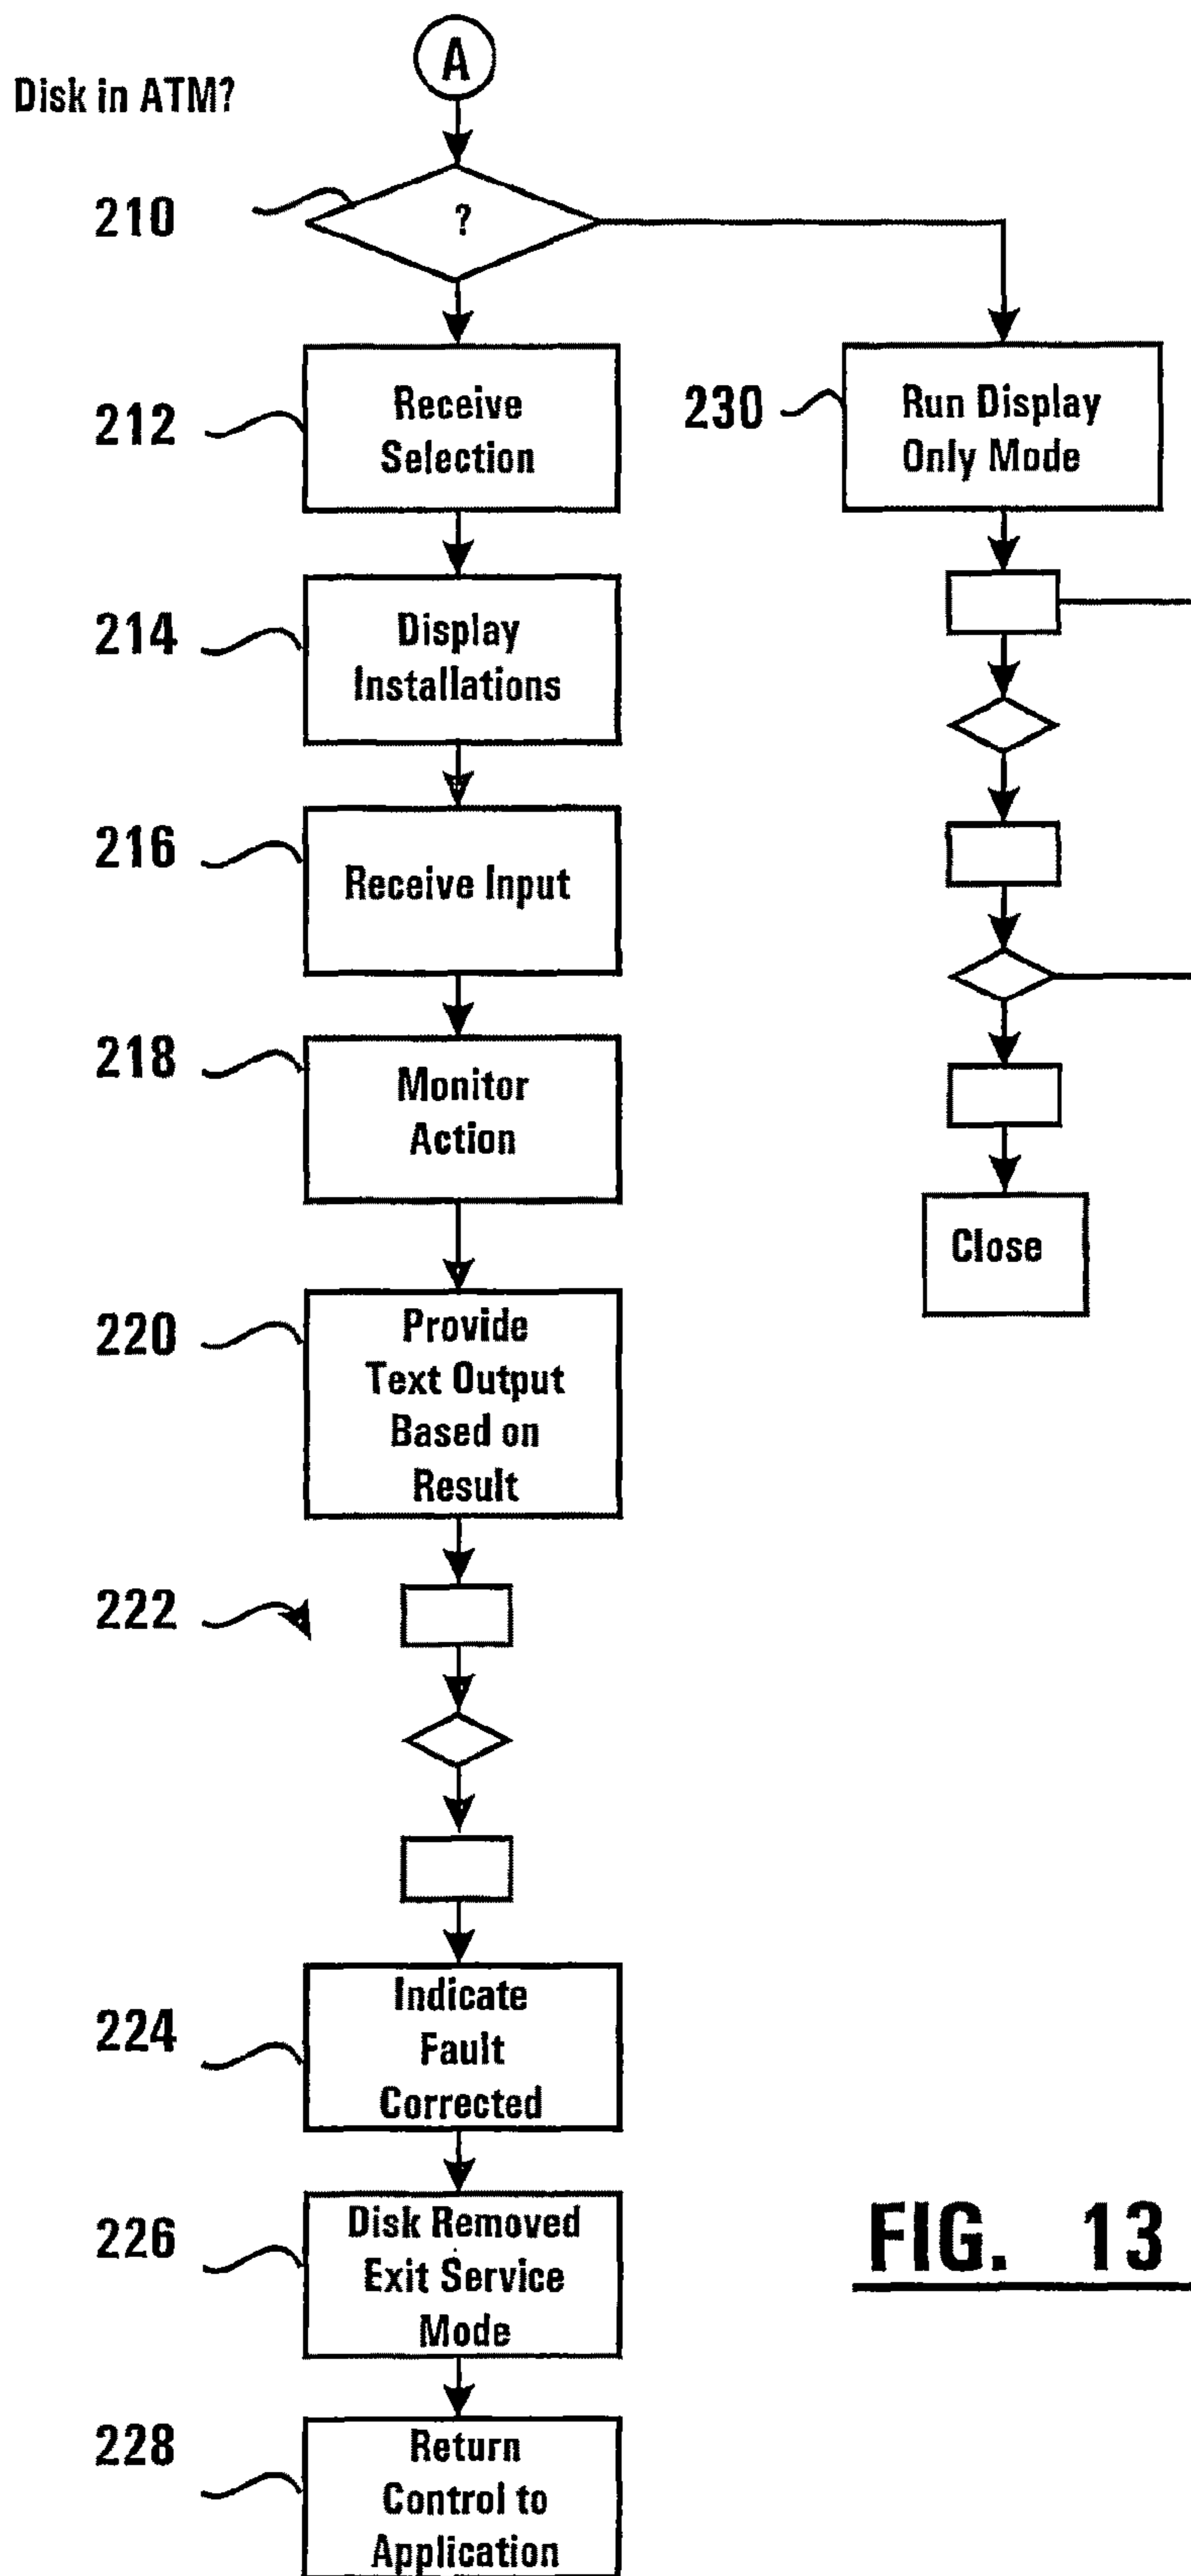 A
Disk in ATM?
210
?
212
Receive
Selection
230
Run Display
Only Mode
214
Display
Installations
216
Receive Input
218
Monitor
Action
Close
220
Provide
Text Output
Based on
Result
222
224
Indicate
Fault
Corrected
226
Disk Removed
Exit Service
Mode
FIG. 13
228
Return
Control to
Application